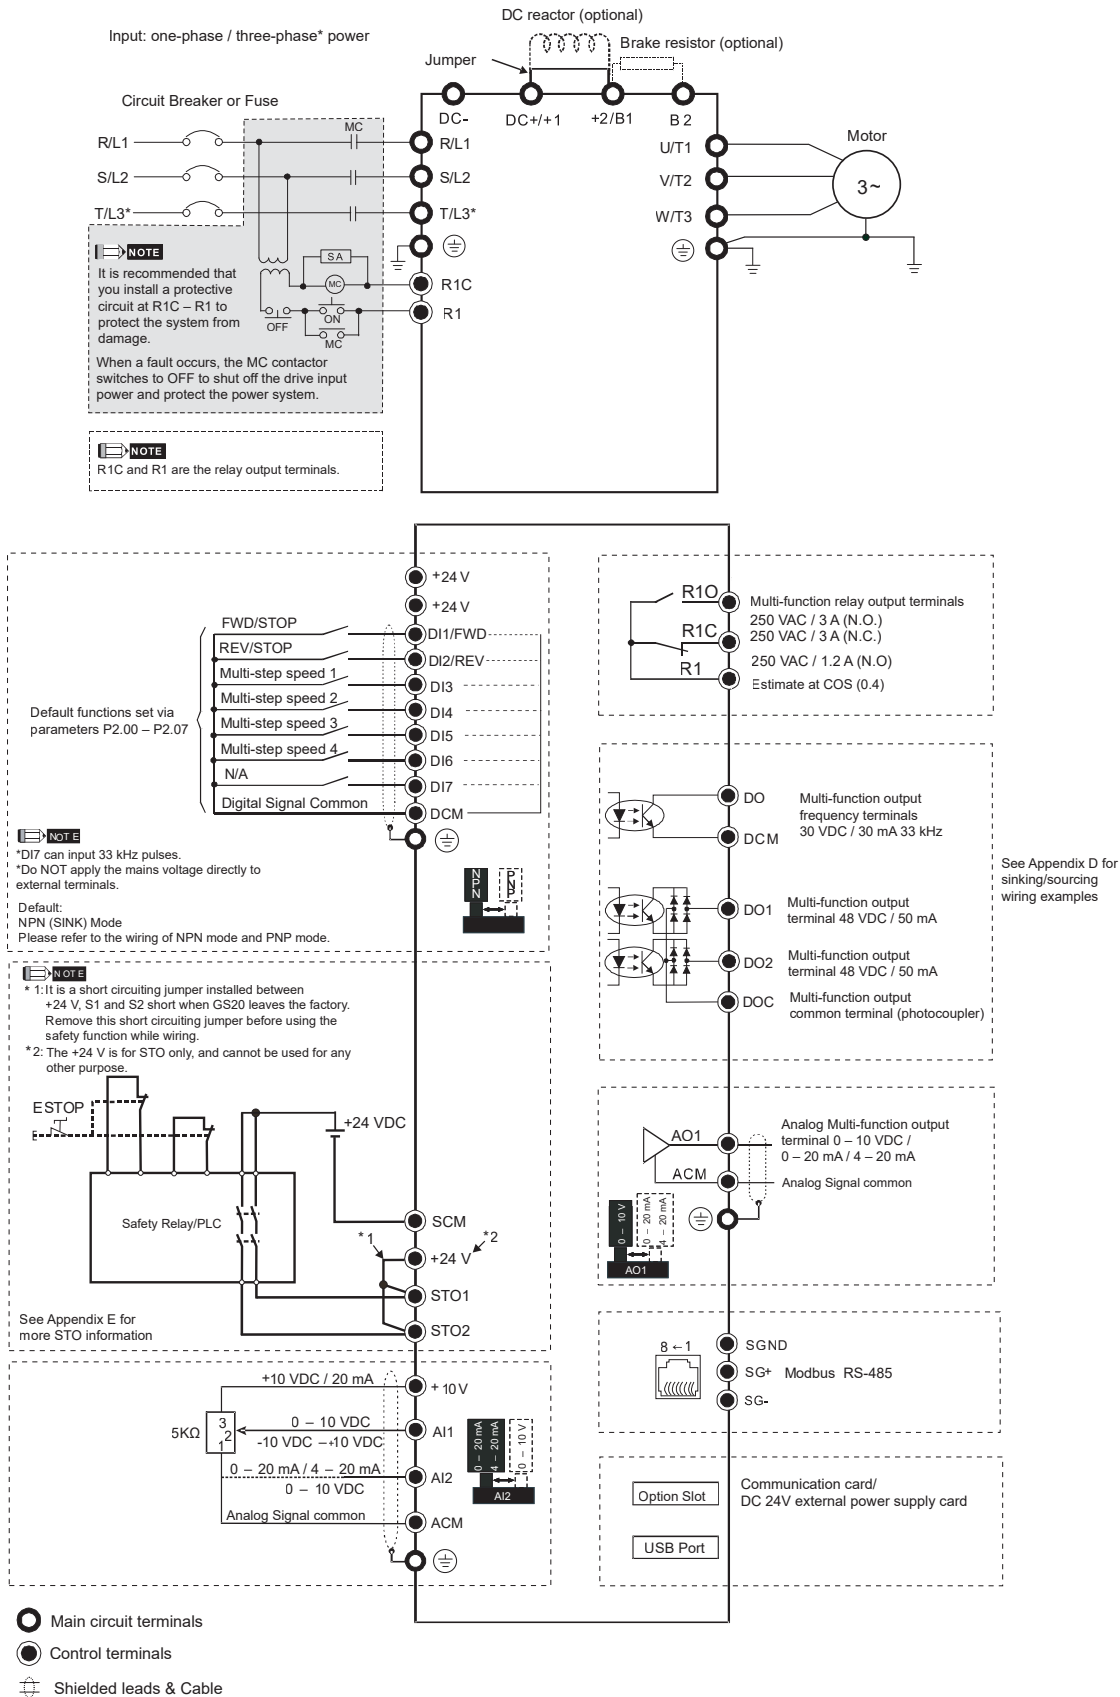 DC reactor (optional)
Input: one-phase / three-phase* power
Brake resistor (optional)
Jumper
Circuit Breaker or Fuse
DC-
DC+/+1
+2/B1
B 2
MC
R/L1
R/L1
U/T1
Motor
S/L2
S/L2
V/T2
3~
T/L3*
T/L3*
W/T3
NOTE
It is recommended that
you install a protective
circuit at R1C – R1 to
protect the system from
damage.
When a fault occurs, the MC contactor
switches to OFF to shut off the drive input
power and protect the power system.
S A
MC
R1C
R1
OFF
ON
MC
NOTE
R1C and R1 are the relay output terminals.
+24 V
+24 V
FWD/STOP
DI1/FWD
REV/STOP
DI2/REV
Multi-step speed 1
DI3
Multi-step speed 2
DI4
Multi-step speed 3
DI5
Multi-step speed 4
DI6
N/A
DI7
Digital Signal Common
DCM
Default functions set via
parameters P2.00 – P2.07
NOT E
*DI7 can input 33 kHz pulses.
*Do NOT apply the mains voltage directly to
external terminals.
Default:
NPN (SINK) Mode
Please refer to the wiring of NPN mode and PNP mode.
NPN
PNP
R1O
Multi-function relay output terminals
250 VAC / 3 A (N.O.)
R1C
250 VAC / 3 A (N.C.)
R1
250 VAC / 1.2 A (N.O)
Estimate at COS (0.4)
DO
DCM
Multi-function output
frequency terminals
30 VDC / 30 mA 33 kHz
DO1
Multi-function output
terminal 48 VDC / 50 mA
DO2
Multi-function output
terminal 48 VDC / 50 mA
DOC
Multi-function output
common terminal (photocoupler)
See Appendix D for
sinking/sourcing
wiring examples
N OT E
* 1: It is a short circuiting jumper installed between
+24 V, S1 and S2 short when GS20 leaves the factory.
Remove this short circuiting jumper before using the
safety function while wiring.
* 2: The +24 V is for STO only, and cannot be used for any
other purpose.
ESTOP
+24 VDC
Safety Relay/PLC
SCM
*1
*2
+24 V
STO1
STO2
See Appendix E for
more STO information
AO1
Analog Multi-function output
terminal 0 – 10 VDC /
0 – 20 mA / 4 – 20 mA
ACM
Analog Signal common
0 – 10 V
0 – 20 mA
4 – 20 mA
AO1
8 ← 1
SGND
SG+
Modbus RS-485
SG-
+10 VDC / 20 mA
+ 10V
5KΩ
3
2
1
0 – 10 VDC
-10 VDC –+10 VDC
AI1
0 – 20 mA / 4 – 20 mA
0 – 10 VDC
AI2
Analog Signal common
ACM
0 – 20 mA
4 – 20 mA
0 – 10 V
AI2
Option Slot
Communication card/
DC 24V external power supply card
USB Port
Main circuit terminals
Control terminals
Shielded leads & Cable